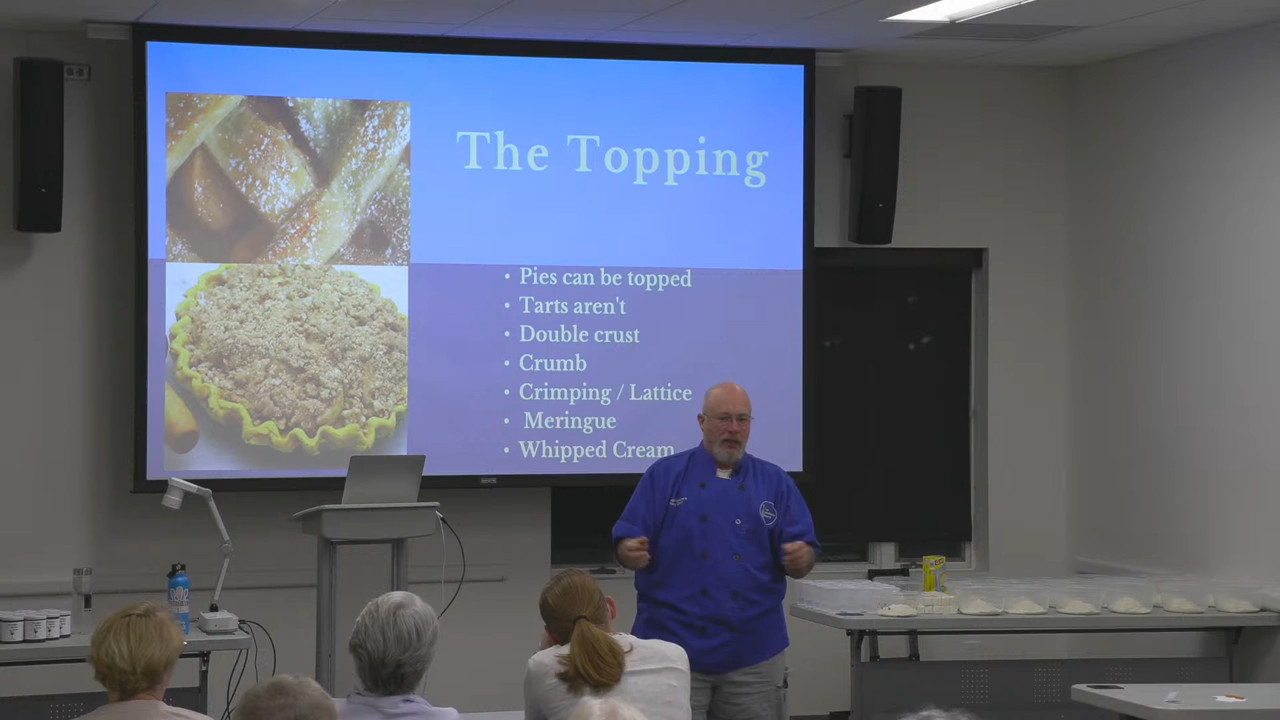 The Topping
• Pies can be topped
• Tarts aren't
• Double crust
• Crumb
• Crimping / Lattice
• Meringue
• Whipped Cream